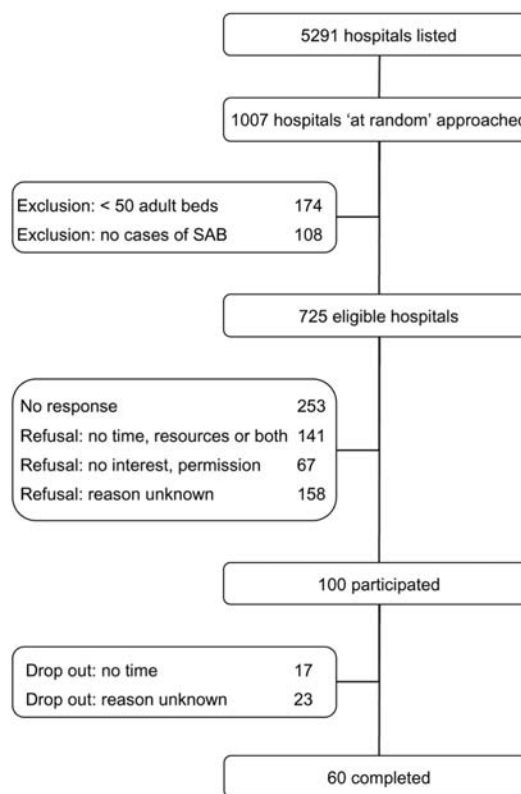 5291 hospitals listed
1007 hospitals ‘at random’ approached
Exclusion: < 50 adult beds 174
Exclusion: no cases of SAB 108
725 eligible hospitals
No response 253
Refusal: no time, resources or both 141
Refusal: no interest, permission 67
Refusal: reason unknown 158
100 participated
Drop out: no time 17
Drop out: reason unknown 23
60 completed